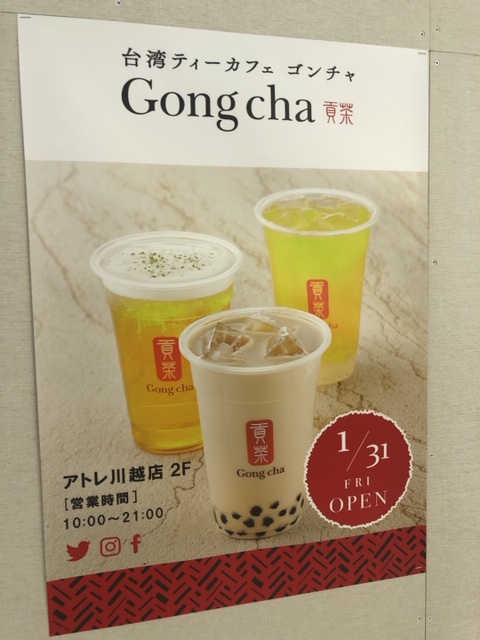 台湾ティーカフェ ゴンチャ
Gong cha 貢茶
貢茶
Gong cha
貢茶
貢茶
Gong cha
1/31
FRI
OPEN
アトレ川越店 2F
[営業時間]
10:00〜21:00